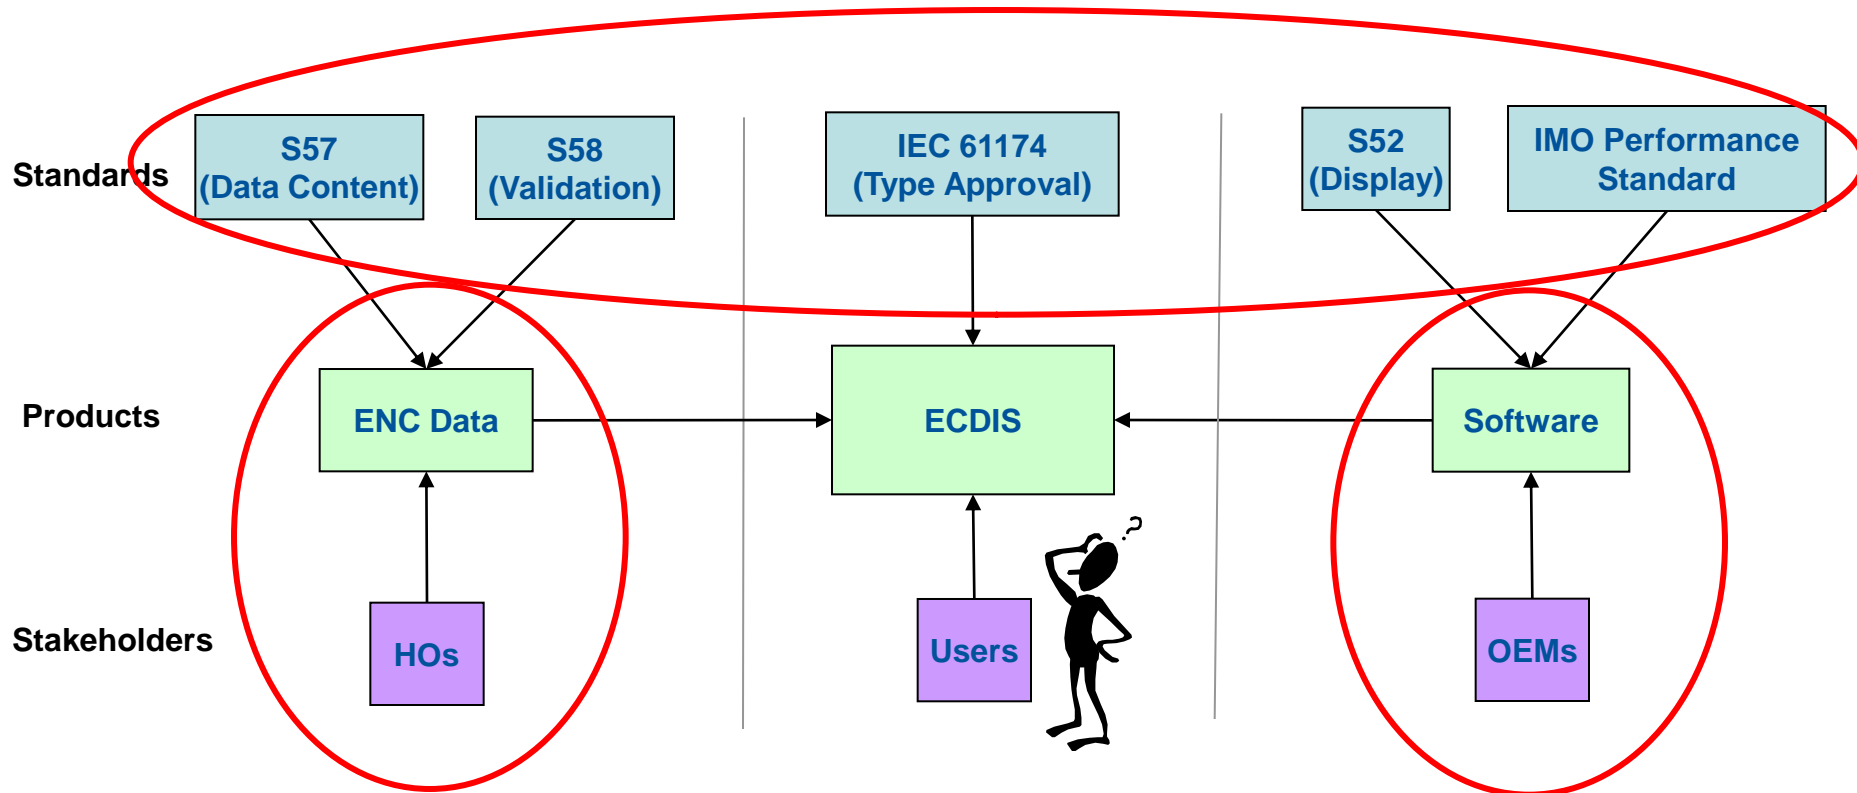 Standards
S57
(Data Content)
S58
(Validation)
IEC 61174
(Type Approval)
S52
(Display)
IMO Performance
Standard
Products
ENC Data
ECDIS
Software
?
Stakeholders
HOs
Users
OEMs